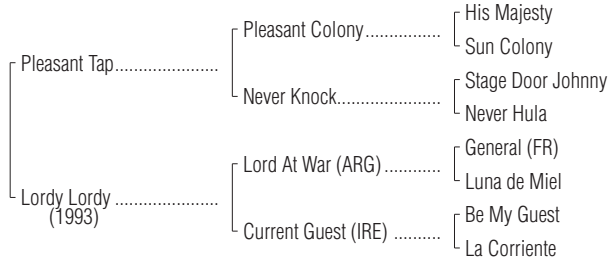 His Majesty
Pleasant Colony..................
Sun Colony
Pleasant Tap.....................
Stage Door Johnny
Never Knock.....................
Never Hula
General (FR)
Lord At War (ARG)............
Luna de Miel
Lordy Lordy .....................
(1993)
Be My Guest
Current Guest (IRE) ..........
La Corriente